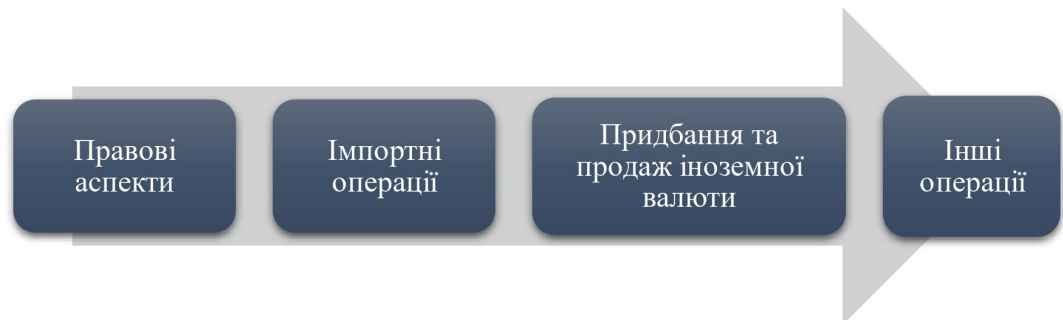 Правові
аспекти
Імпортні
операції
Придбання та
продаж іноземної
валюти
Інші
операції